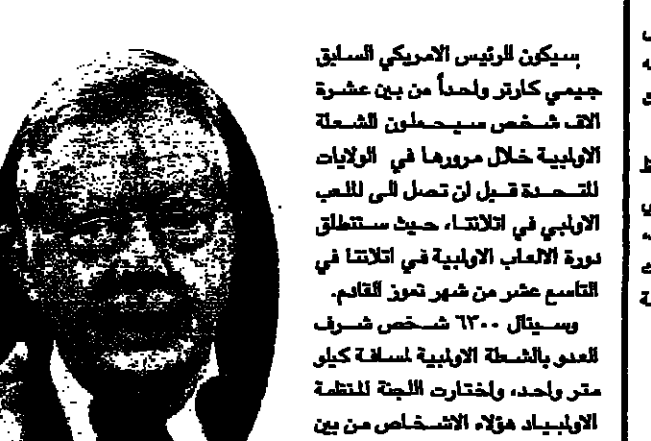 سيكون الرئيس الامريكي السابق
جيمي كارتر واحداً من بين عشرة
الاف شخص سيحملون الشعلة
الاولمبية خلال مرورها في الولايات
المتحدة قبل ان تصل الى الملعب
الاولمبي في اتلانتا، حيث ستنطلق
دورة الالعاب الاولمبية في اتلانتا في
التاسع عشر من شهر تموز القادم.
وسينال ٦٣٠٠ شخص شرف
العدو بالشعلة الاولمبية لمسافة كيلو
متر واحد، واختارت اللجنة المنظمة
الاولمبياد هؤلاء الاشخاص من بين